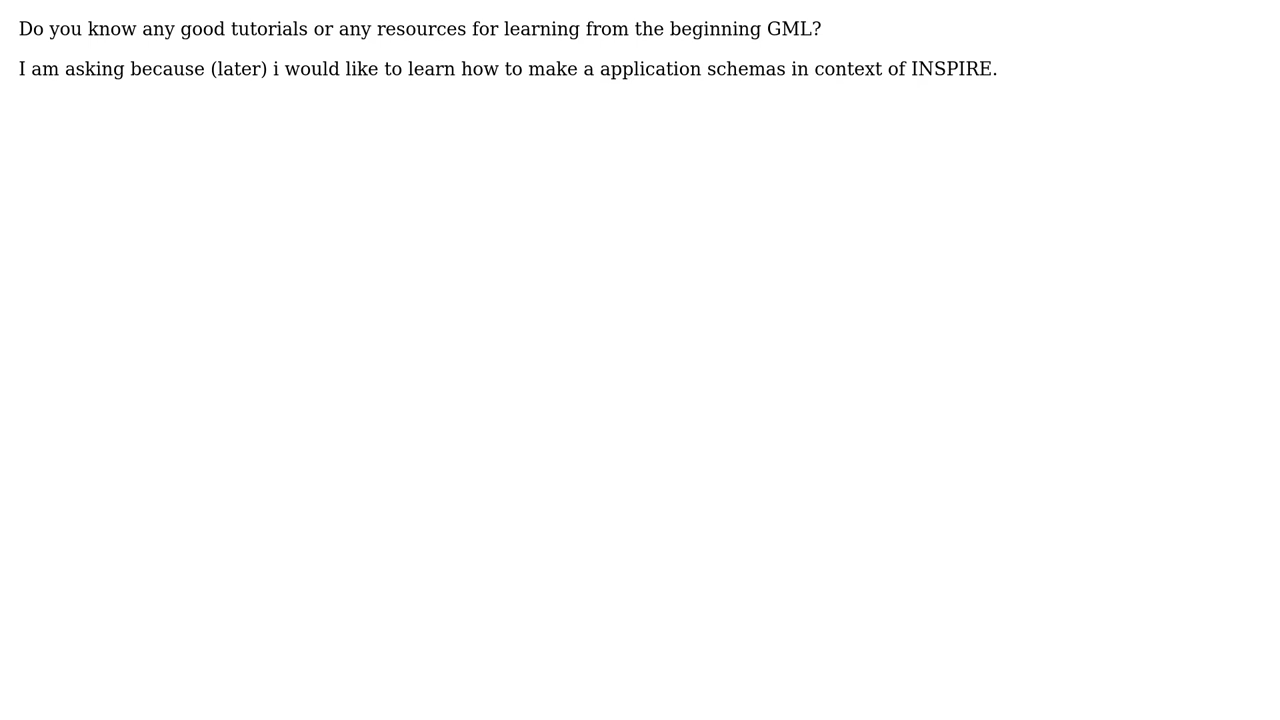 Do you know any good tutorials or any resources for learning from the beginning GML?
I am asking because (later) i would like to learn how to make a application schemas in context of INSPIRE.